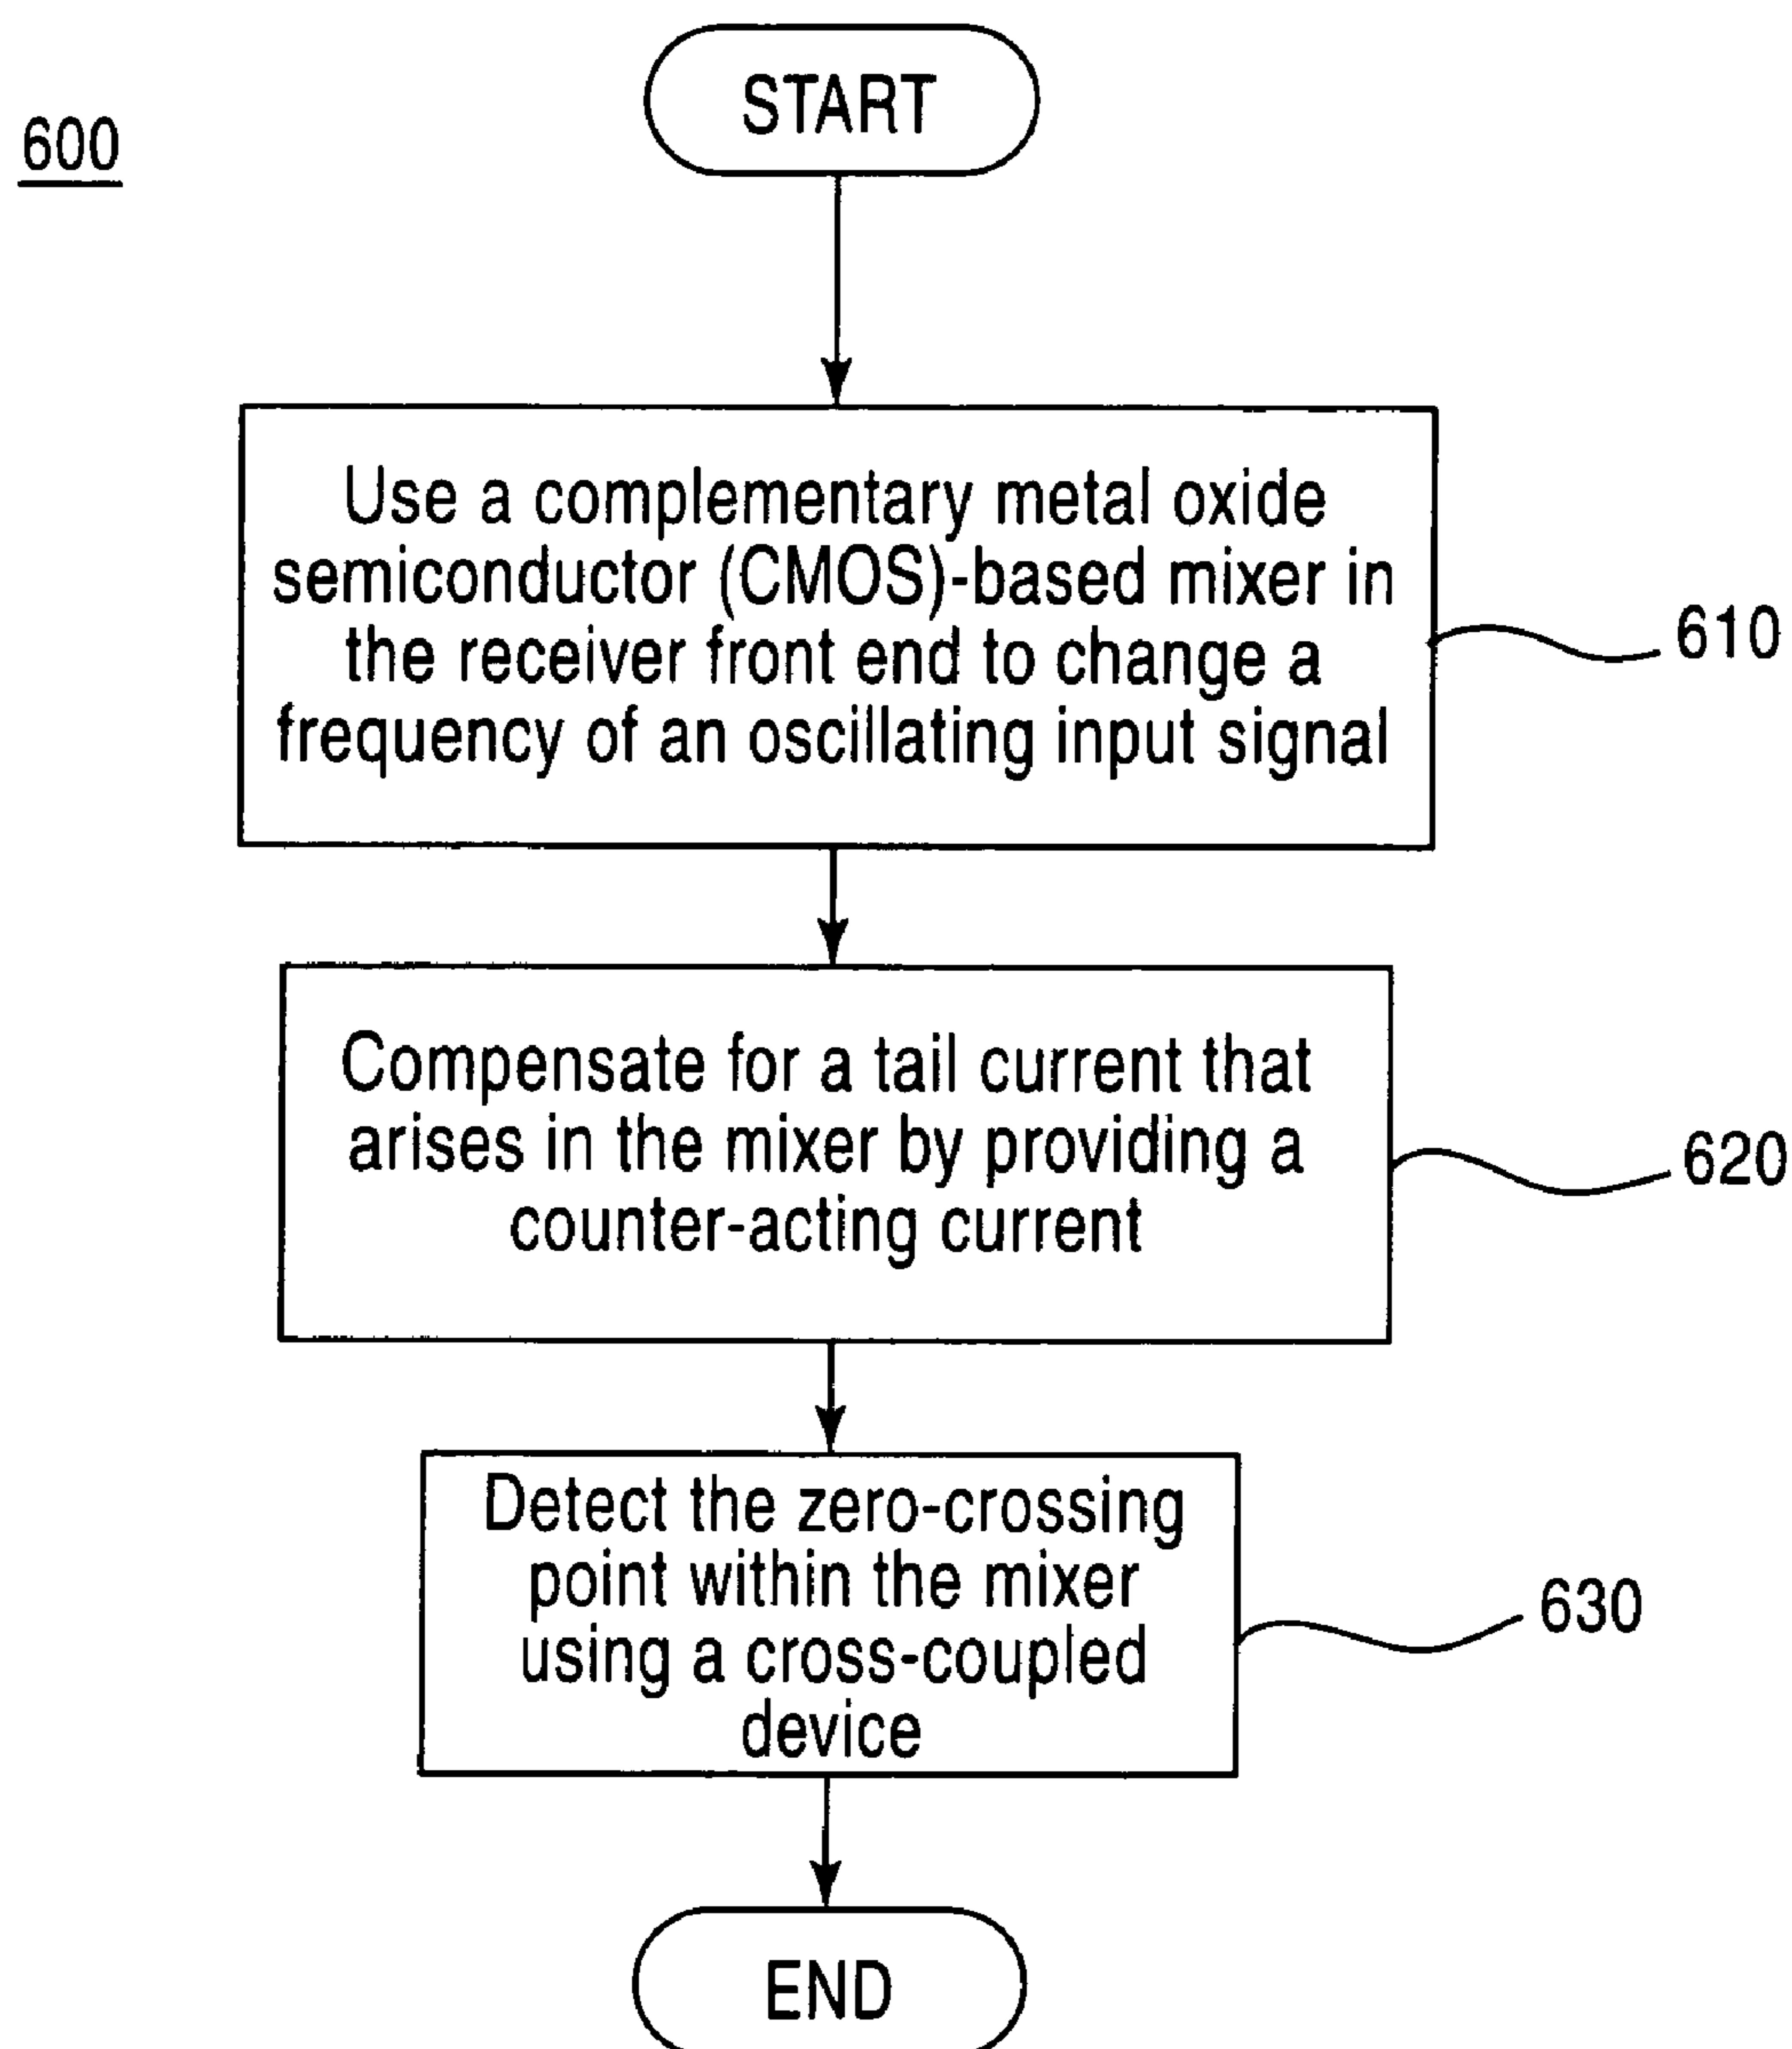 START
600
Use a complementary metal oxide
semiconductor (CMOS)-based mixer in
the receiver front end to change a
frequency of an oscillating input signal
610
Compensate for a tail current that
arises in the mixer by providing a
counter-acting current
620
Detect the zero-crossing
point within the mixer
using a cross-coupled
device
630
END